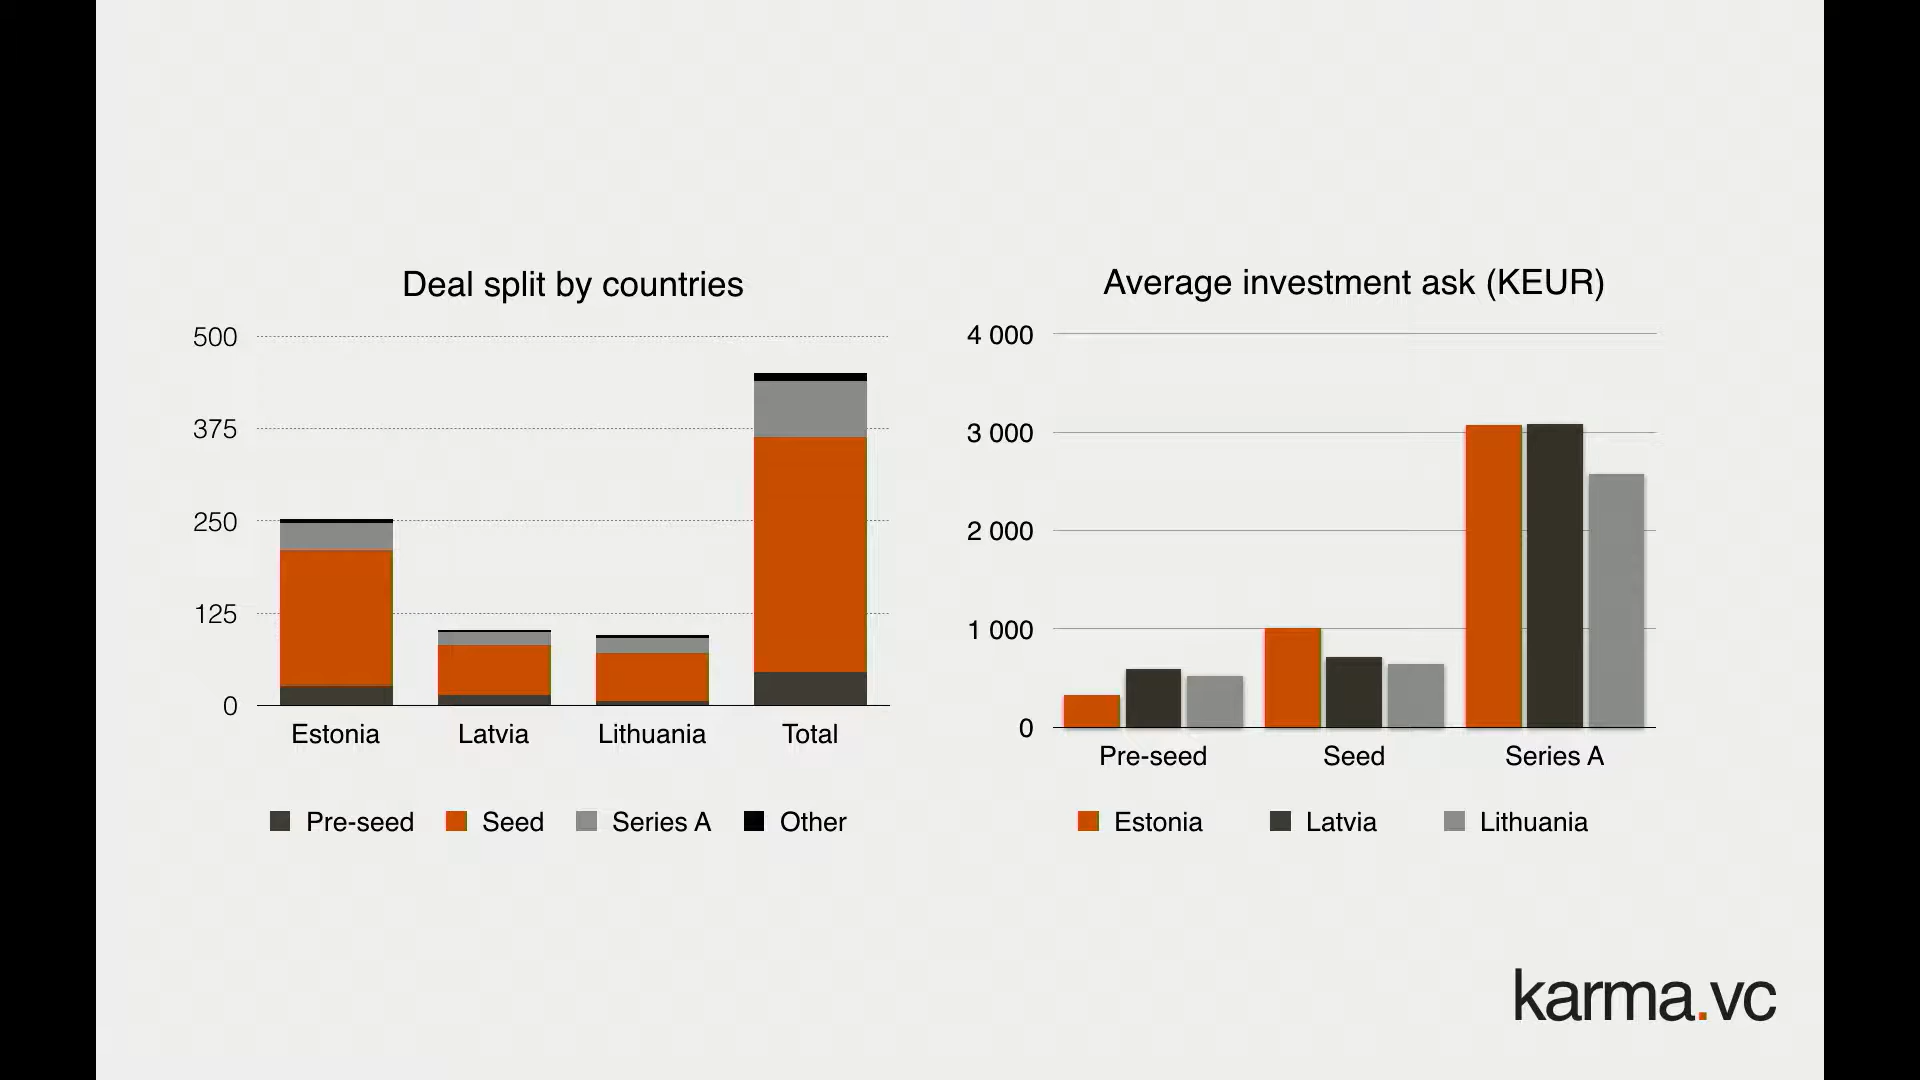 Deal split by countries
500
375
250
125
0
Estonia Latvia Lithuania Total
Pre-seed Seed Series A Other
Average investment ask (KEUR)
4 000
3 000
2 000
1 000
0
Pre-seed Seed Series A
Estonia Latvia Lithuania
karma.vc